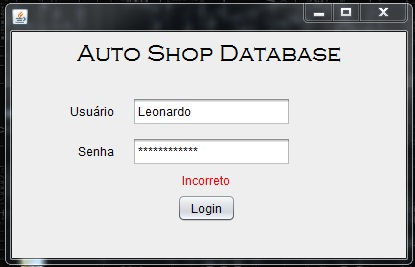 Auto Shop Database
Usuário Leonardo
Senha ************
Incorreto
Login